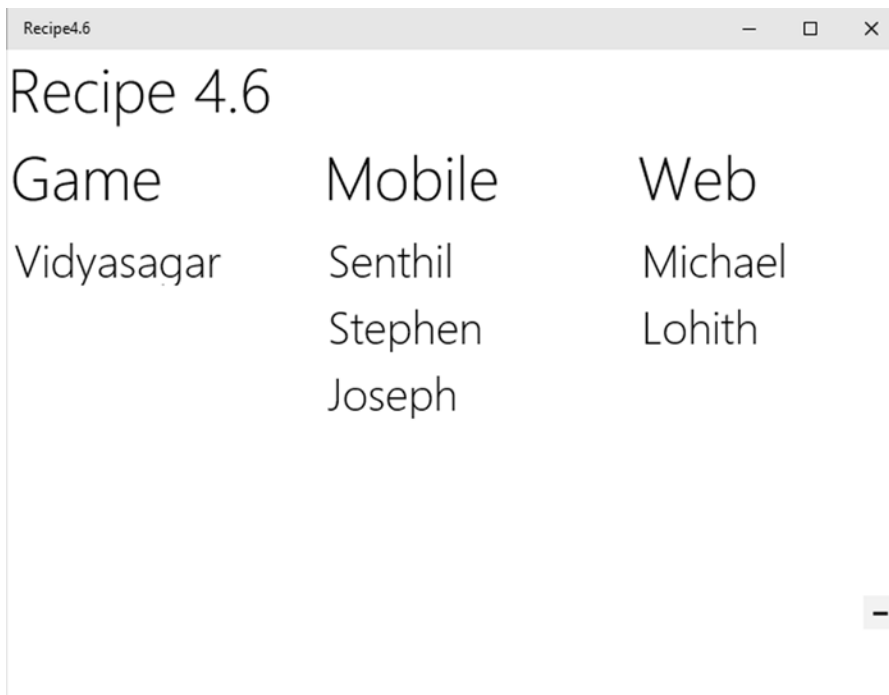 Recipe4.6
Recipe 4.6
Game Mobile Web
Vidyasagar Senthil Michael
Stephen Lohith
Joseph